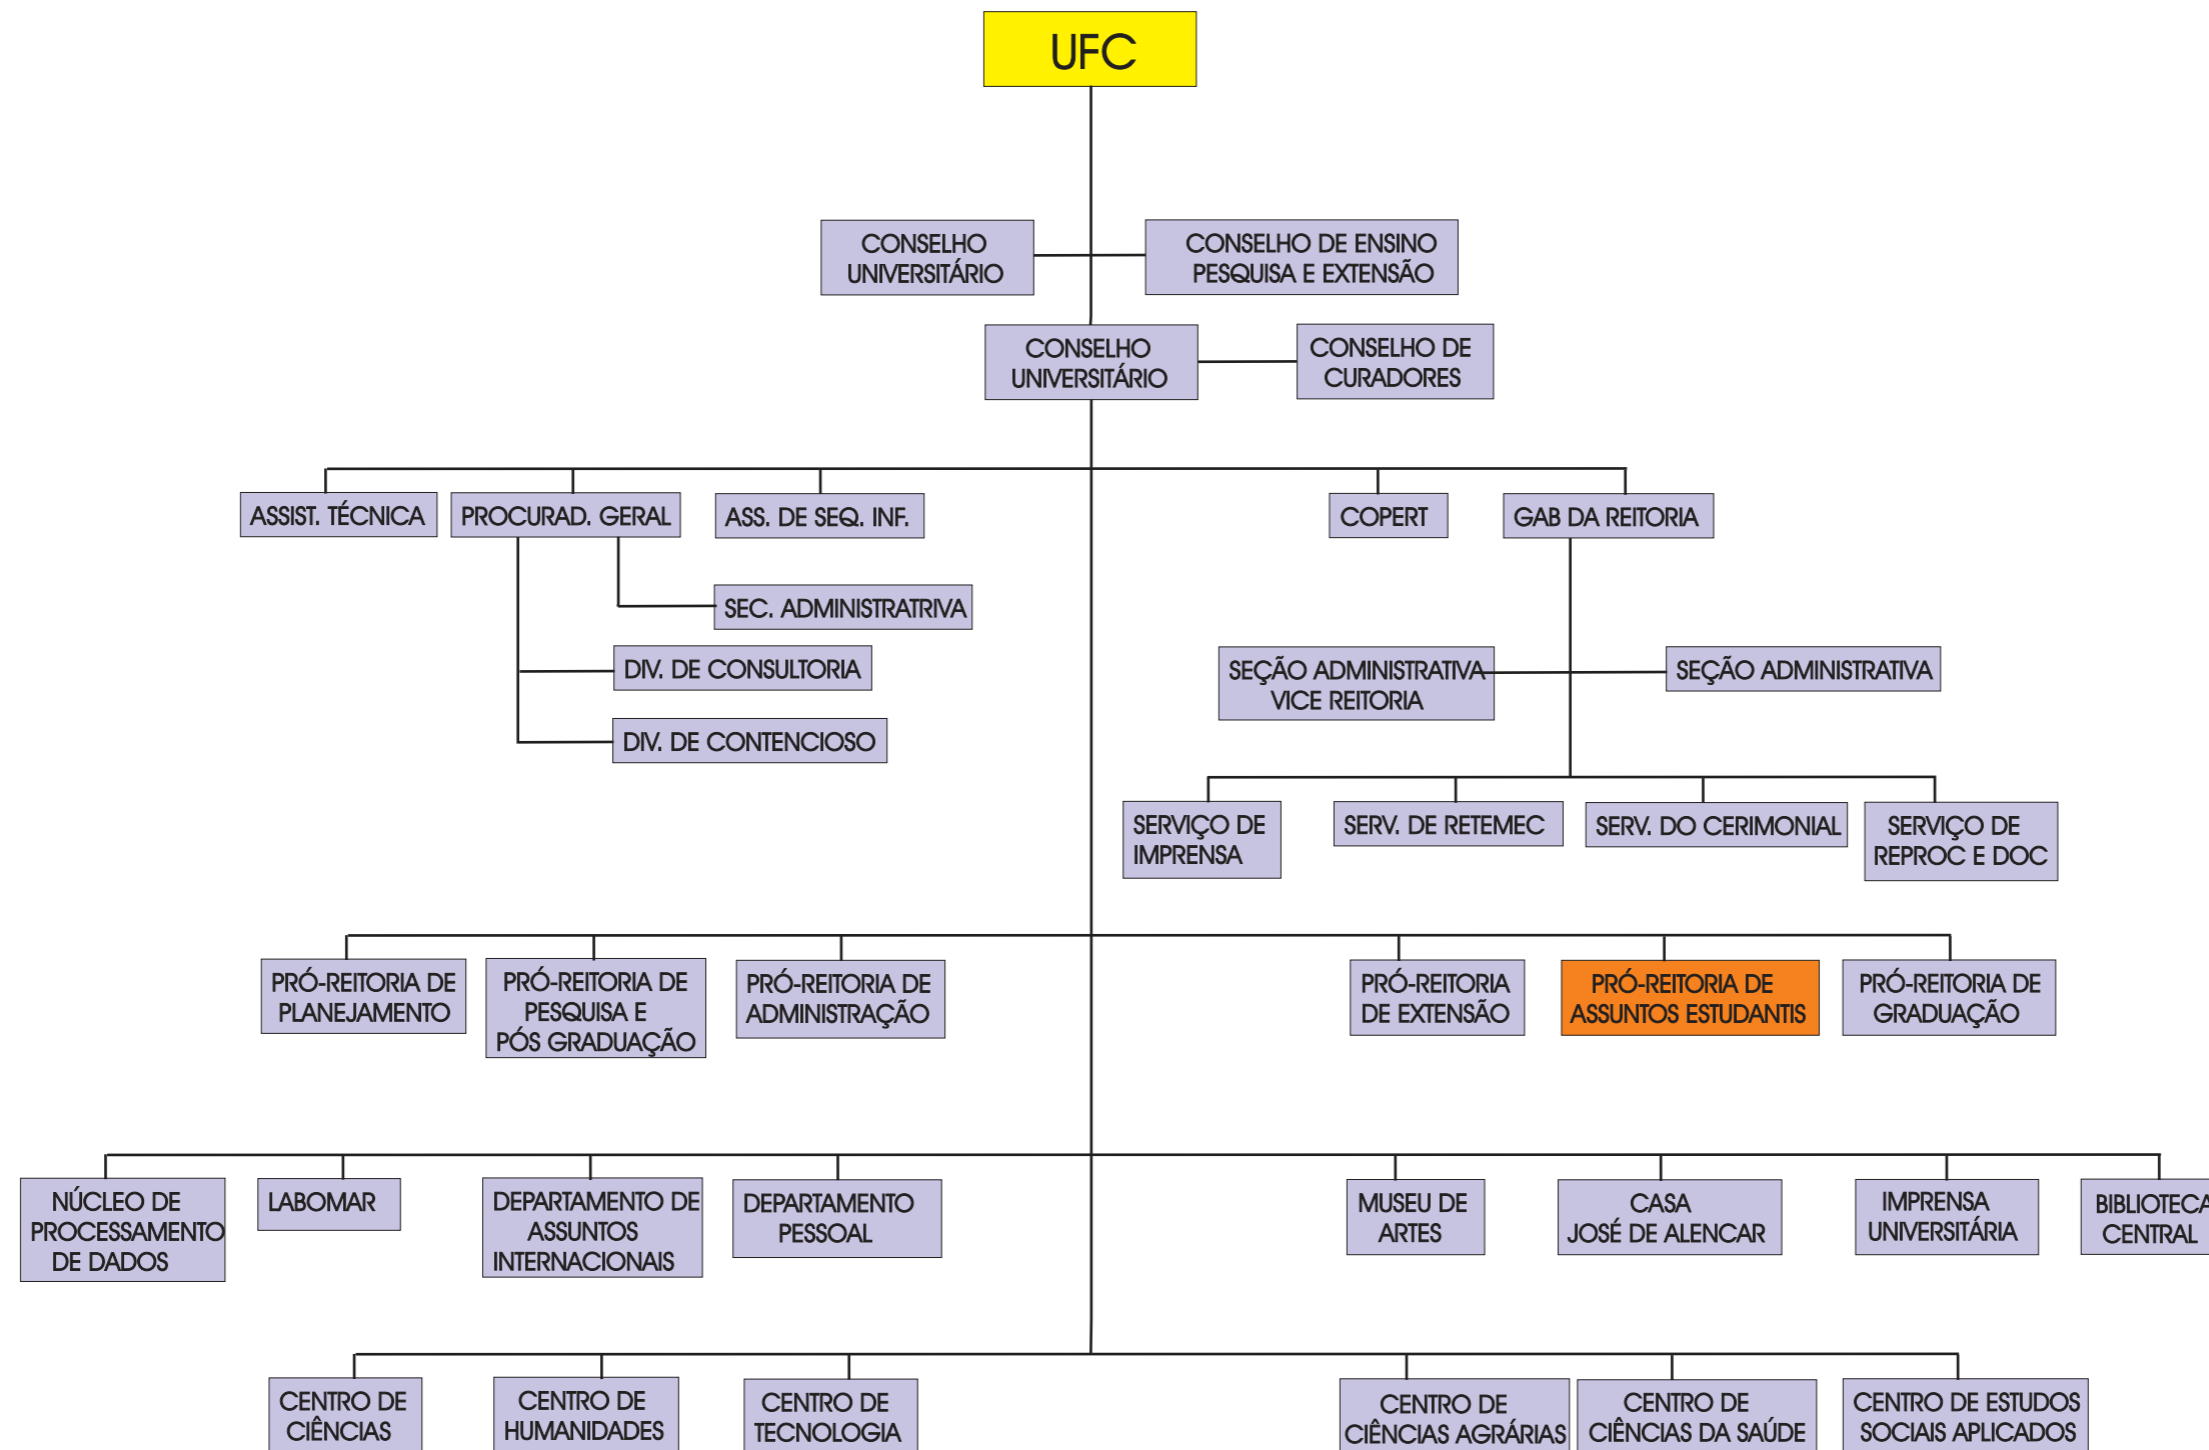 UFC
CONSELHO
UNIVERSITÁRIO
CONSELHO DE ENSINO
PESQUISA E EXTENSÃO
CONSELHO
UNIVERSITÁRIO
CONSELHO DE
CURADORES
ASSIST. TÉCNICA
PROCURAD. GERAL
ASS. DE SEQ. INF.
COPERT
GAB DA REITORIA
SEC. ADMINISTRATRIVA
DIV. DE CONSULTORIA
DIV. DE CONTENCIOSO
SEÇÃO ADMINISTRATIVA
VICE REITORIA
SEÇÃO ADMINISTRATIVA
SERVIÇO DE
IMPRENSA
SERV. DE RETEMEC
SERV. DO CERIMONIAL
SERVIÇO DE
REPROC E DOC
PRÓ-REITORIA DE
PLANEJAMENTO
PRÓ-REITORIA DE
PESQUISA E
PÓS GRADUAÇÃO
PRÓ-REITORIA DE
ADMINISTRAÇÃO
PRÓ-REITORIA
DE EXTENSÃO
PRÓ-REITORIA DE
ASSUNTOS ESTUDANTIS
PRÓ-REITORIA DE
GRADUAÇÃO
NÚCLEO DE
PROCESSAMENTO
DE DADOS
LABOMAR
DEPARTAMENTO DE
ASSUNTOS
INTERNACIONAIS
DEPARTAMENTO
PESSOAL
MUSEU DE
ARTES
CASA
JOSÉ DE ALENCAR
IMPRENSA
UNIVERSITÁRIA
BIBLIOTECA
CENTRAL
CENTRO DE
CIÊNCIAS
CENTRO DE
HUMANIDADES
CENTRO DE
TECNOLOGIA
CENTRO DE
CIÊNCIAS AGRÁRIAS
CENTRO DE
CIÊNCIAS DA SAÚDE
CENTRO DE ESTUDOS
SOCIAIS APLICADOS